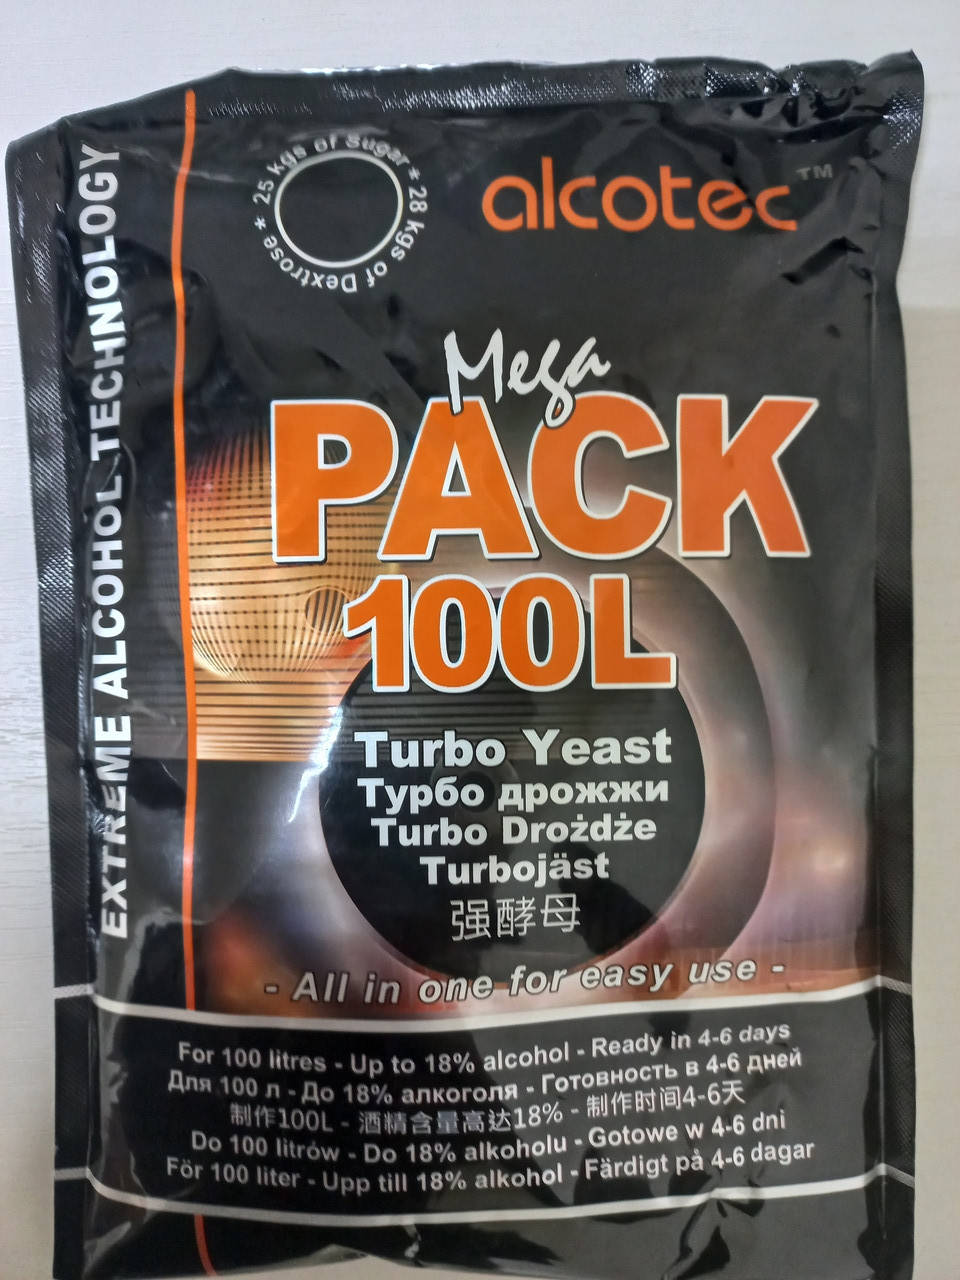 * 25 kgs of Sugar * 28 kgs of Dextrose
alcotec™
EXTREME ALCOHOL TECHNOLOGY
Mega
PACK
100L
Turbo Yeast
Турбо дрожжи
Turbo Drożdże
Turbojäst
强酵母
- All in one for easy use -
For 100 litres - Up to 18% alcohol - Ready in 4-6 days
Для 100 л - До 18% алкоголя - Готовность в 4-6 дней
制作100L - 酒精含量高达18% - 制作时间4-6天
Do 100 litrów - Do 18% alkoholu - Gotowe w 4-6 dni
För 100 liter - Upp till 18% alkohol - Färdigt på 4-6 dagar